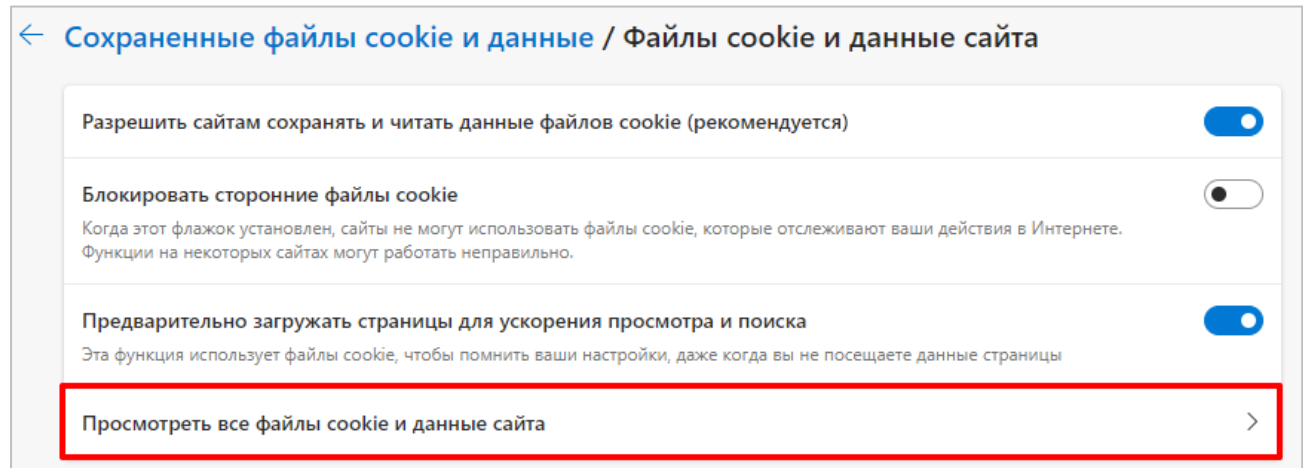 Сохраненные файлы cookie и данные / Файлы cookie и данные сайта
Разрешить сайтам сохранять и читать данные файлов cookie (рекомендуется)
Блокировать сторонние файлы cookie
Когда этот флажок установлен, сайты не могут использовать файлы cookie, которые отслеживают ваши действия в Интернете.
Функции на некоторых сайтах могут работать неправильно.
Предварительно загружать страницы для ускорения просмотра и поиска
Эта функция использует файлы cookie, чтобы помнить ваши настройки, даже когда вы не посещаете данные страницы
Просмотреть все файлы cookie и данные сайта